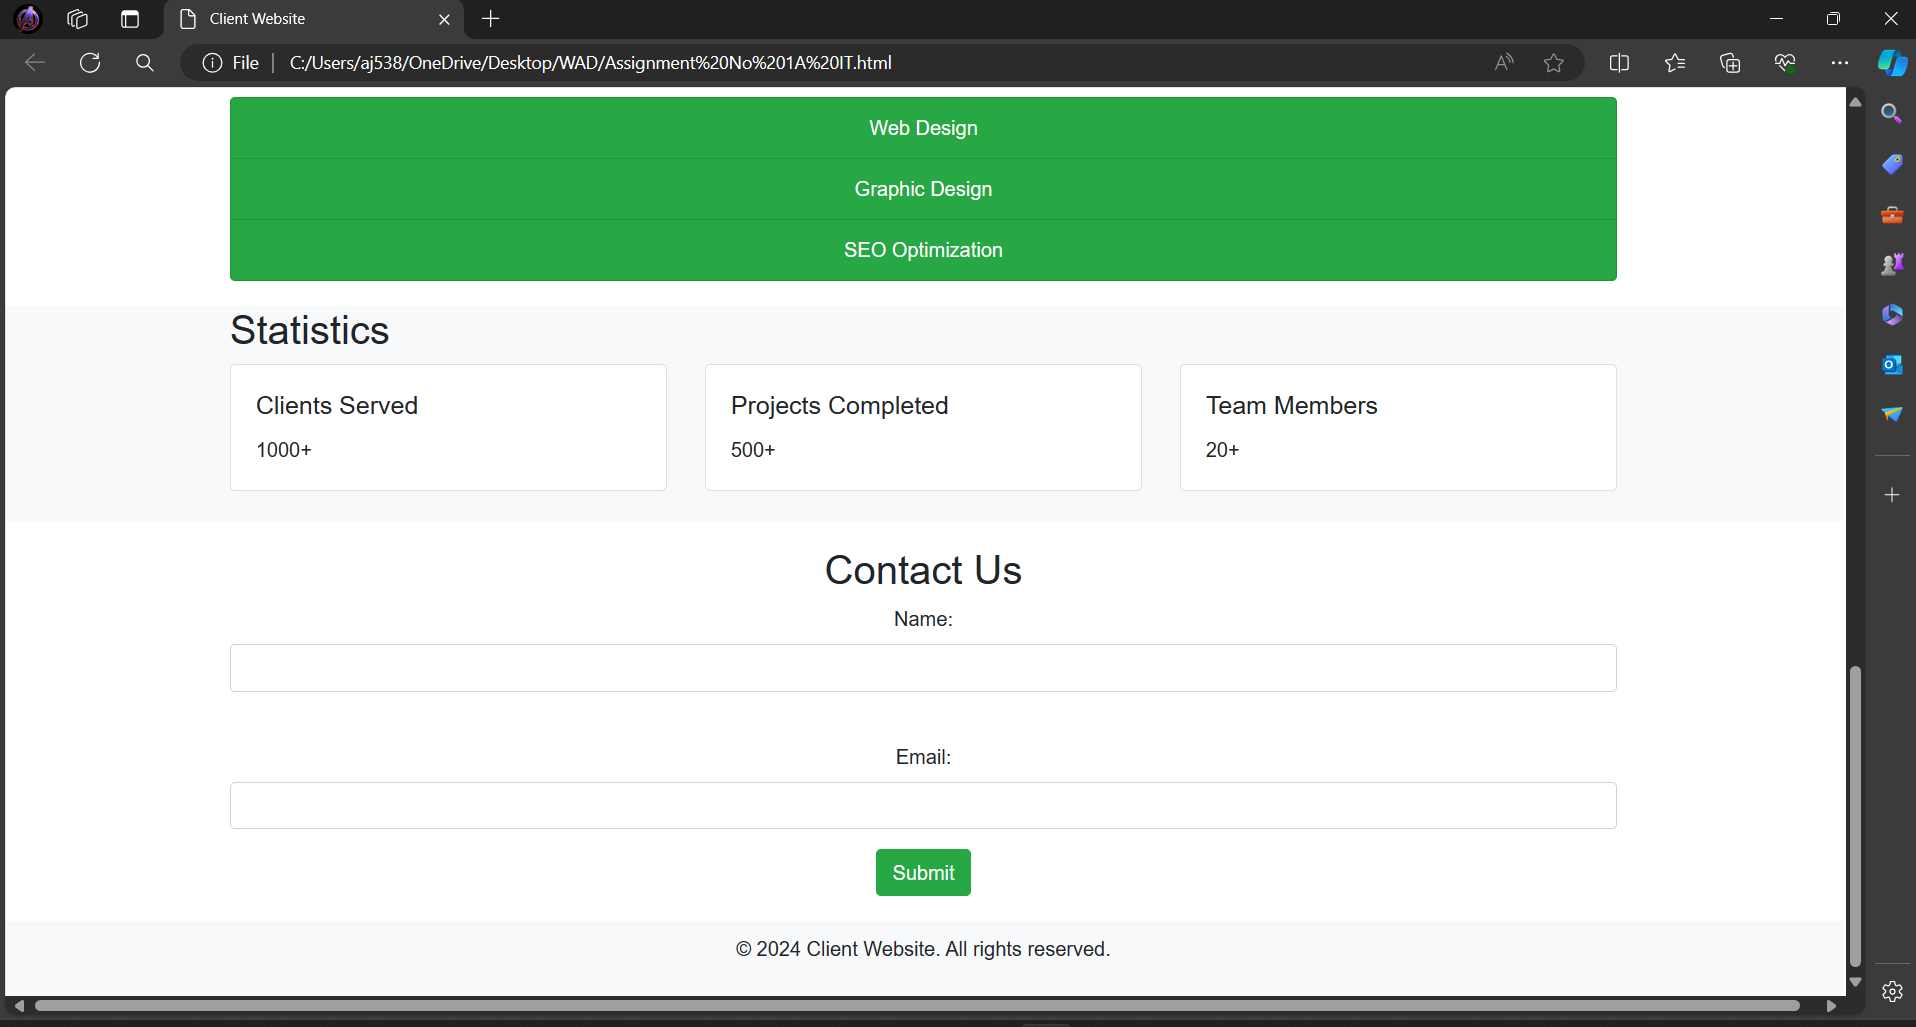 Client Website
File
C:/Users/aj538/OneDrive/Desktop/WAD/Assignment%20No%201A%20IT.html
Web Design
Graphic Design
SEO Optimization
Statistics
Clients Served
1000+
Projects Completed
500+
Team Members
20+
Contact Us
Name:
Email:
Submit
© 2024 Client Website. All rights reserved.